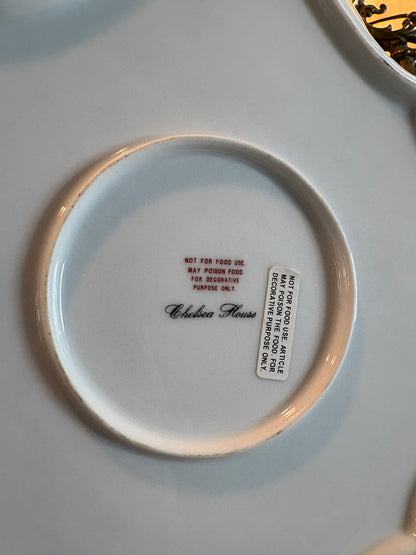 NOT FOR FOOD USE.
MAY POISON FOOD
FOR DECORATIVE
PURPOSE ONLY.
Chelsea House
NOT FOR FOOD USE. ARTICLE
MAY POISON THE FOOD. FOR
DECORATIVE PURPOSE ONLY.